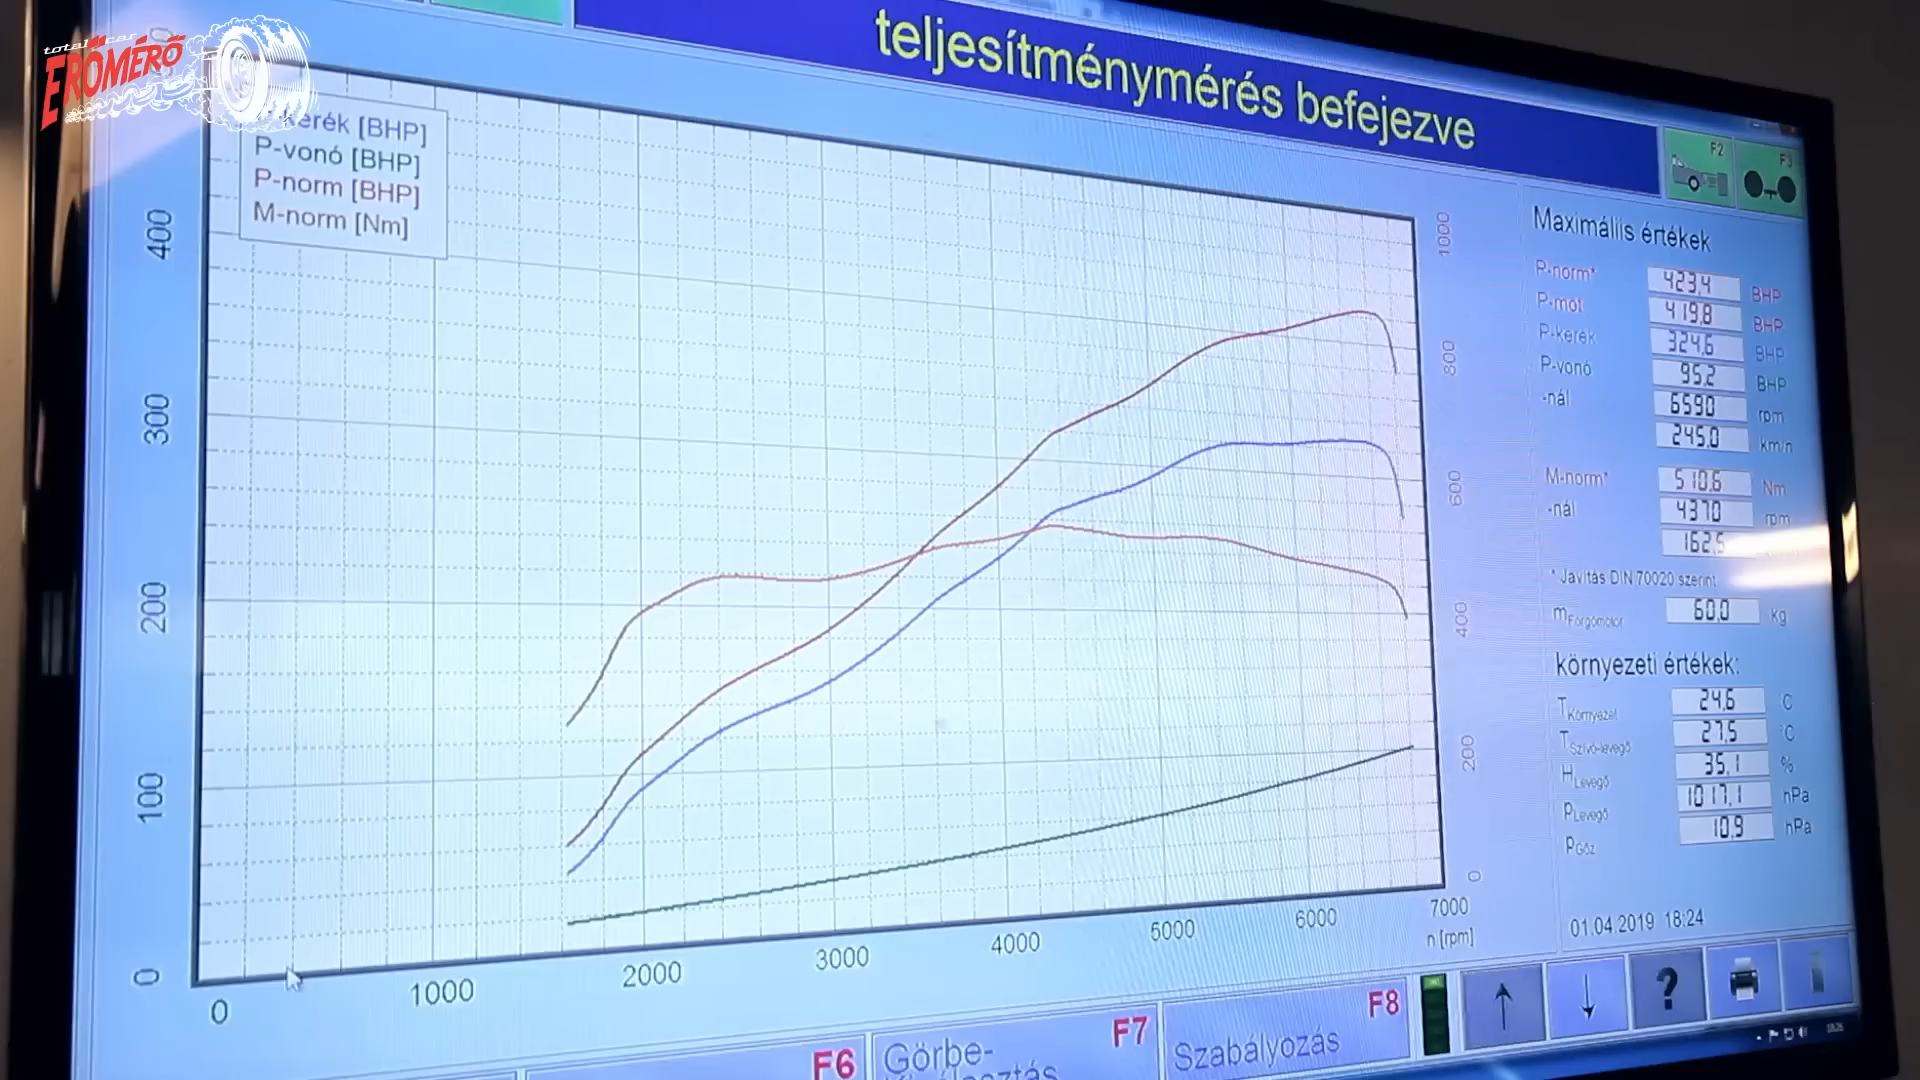 total car
ERŐMÉRŐ
teljesítménymérés befejezve
F2
F3
[BHP]
P-vonó [BHP]
P-norm [BHP]
M-norm [Nm]
400
300
200
100
0
1000
800
600
400
200
0
0
1000
2000
3000
4000
5000
6000
7000
n [rpm]
Maximális értékek
P-norm* 423,4 BHP
P-mot 419,8 BHP
P-kerék 324,6 BHP
P-vonó 95,2 BHP
-nál 6590 rpm
245,0 km/h
M-norm* 510,6 Nm
-nál 4370 rpm
162,5
* Javítás DIN 70020 szerint
mForgómotor 60,0 kg
környezeti értékek:
TKörnyezet 24,6 °C
TSzívó-levegő 27,5 °C
HLevegő 35,1 %
pLevegő 1017,1 hPa
pGőz 10,9 hPa
01.04.2019 18:24
F6
Görbe-
F7
Szabályozás
F8
?